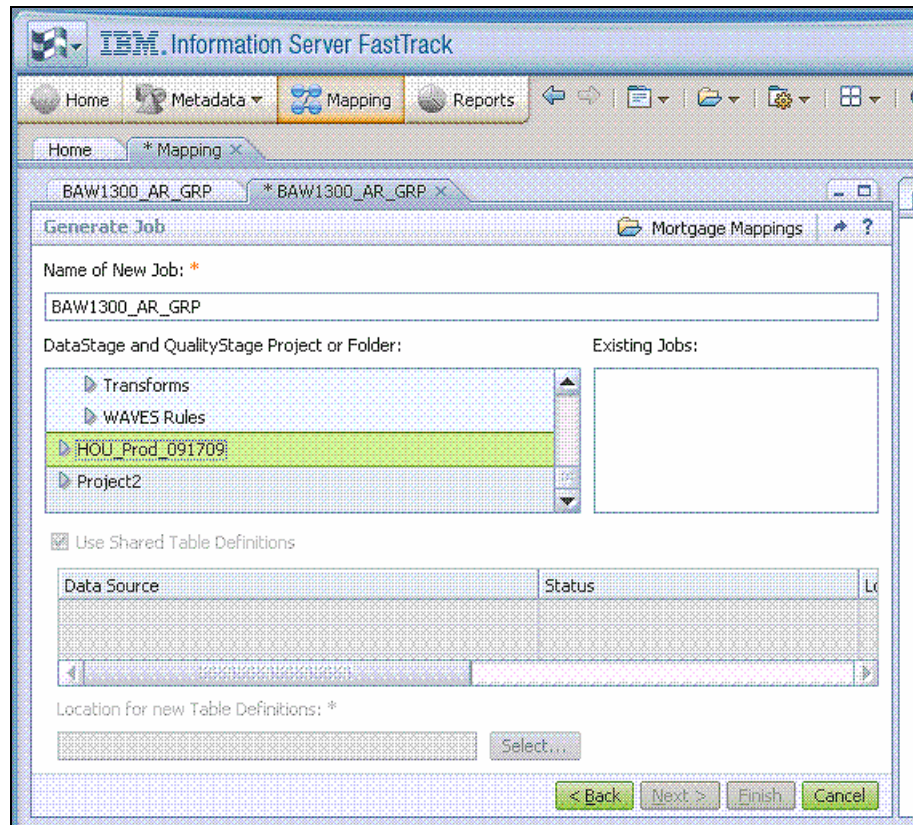 IBM. Information Server FastTrack
Home Metadata Mapping Reports
Home * Mapping
BAW1300_AR_GRP * BAW1300_AR_GRP
Generate Job Mortgage Mappings ?
Name of New Job: *
BAW1300_AR_GRP
DataStage and QualityStage Project or Folder: Existing Jobs:
Transforms
WAVES Rules
HOU_Prod_091709
Project2
Use Shared Table Definitions
Data Source Status
Location for new Table Definitions: *
Select...
< Back Next > Finish Cancel